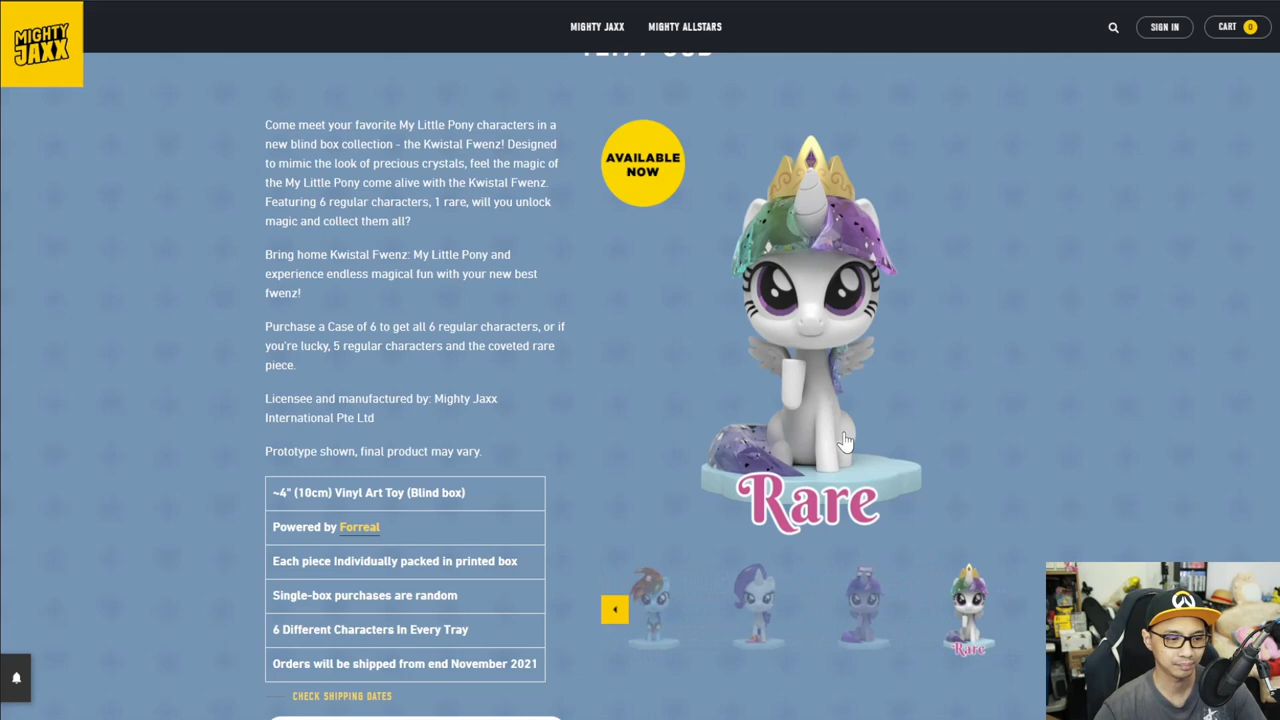 MIGHTY
JAXX
MIGHTY JAXX
MIGHTY ALLSTARS
SIGN IN
CART 0
Come meet your favorite My Little Pony characters in a
new blind box collection - the Kwistal Fwenz! Designed
to mimic the look of precious crystals, feel the magic of
the My Little Pony come alive with the Kwistal Fwenz.
Featuring 6 regular characters, 1 rare, will you unlock
magic and collect them all?
Bring home Kwistal Fwenz: My Little Pony and
experience endless magical fun with your new best
fwenz!
Purchase a Case of 6 to get all 6 regular characters, or if
you're lucky, 5 regular characters and the coveted rare
piece.
Licensee and manufactured by: Mighty Jaxx
International Pte Ltd
Prototype shown, final product may vary.
~4" (10cm) Vinyl Art Toy (Blind box)
Powered by Forreal
Each piece Individually packed in printed box
Single-box purchases are random
6 Different Characters In Every Tray
Orders will be shipped from end November 2021
CHECK SHIPPING DATES
AVAILABLE
NOW
Rare
Rare